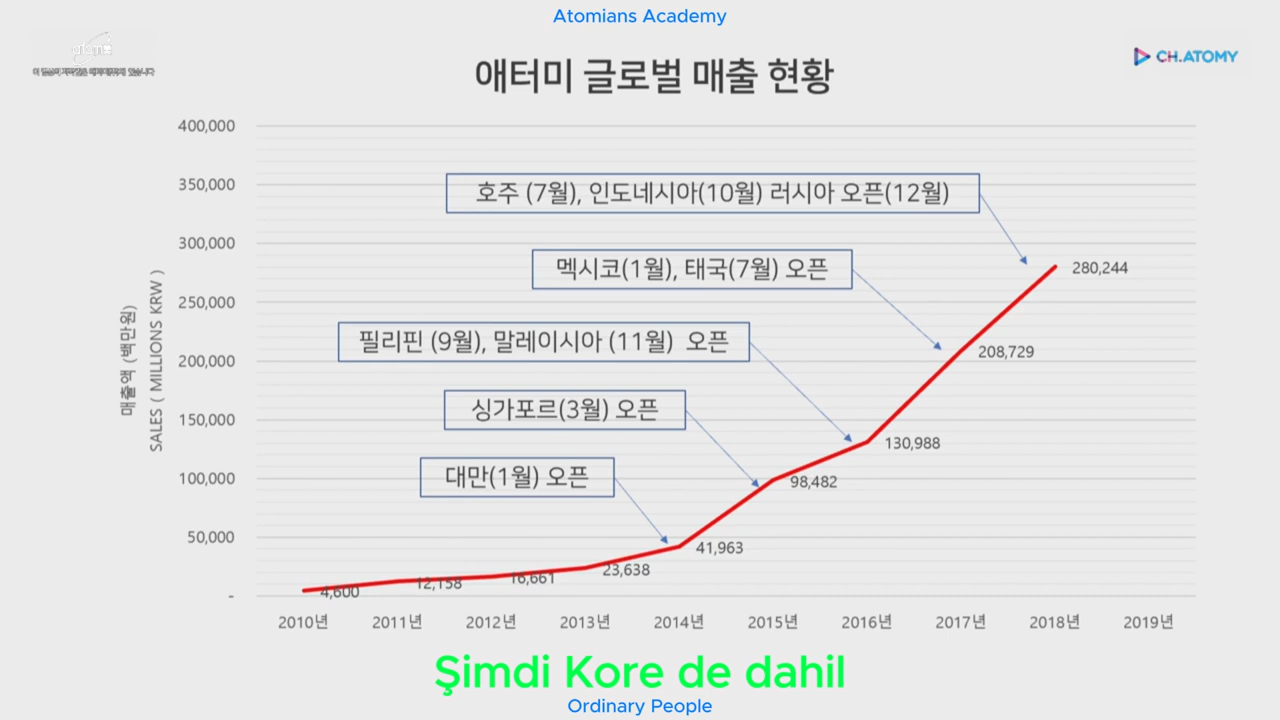 Atomians Academy
CH.ATOMY
애터미 글로벌 매출 현황
매출액 (백만원)
SALES ( MILLIONS KRW )
400,000
350,000
300,000
250,000
200,000
150,000
100,000
50,000
-
호주 (7월), 인도네시아(10월) 러시아 오픈(12월)
멕시코(1월), 태국(7월) 오픈
필리핀 (9월), 말레이시아 (11월) 오픈
싱가포르(3월) 오픈
대만(1월) 오픈
4,600
12,158
16,661
23,638
41,963
98,482
130,988
208,729
280,244
2010년 2011년 2012년 2013년 2014년 2015년 2016년 2017년 2018년 2019년
Şimdi Kore de dahil
Ordinary People